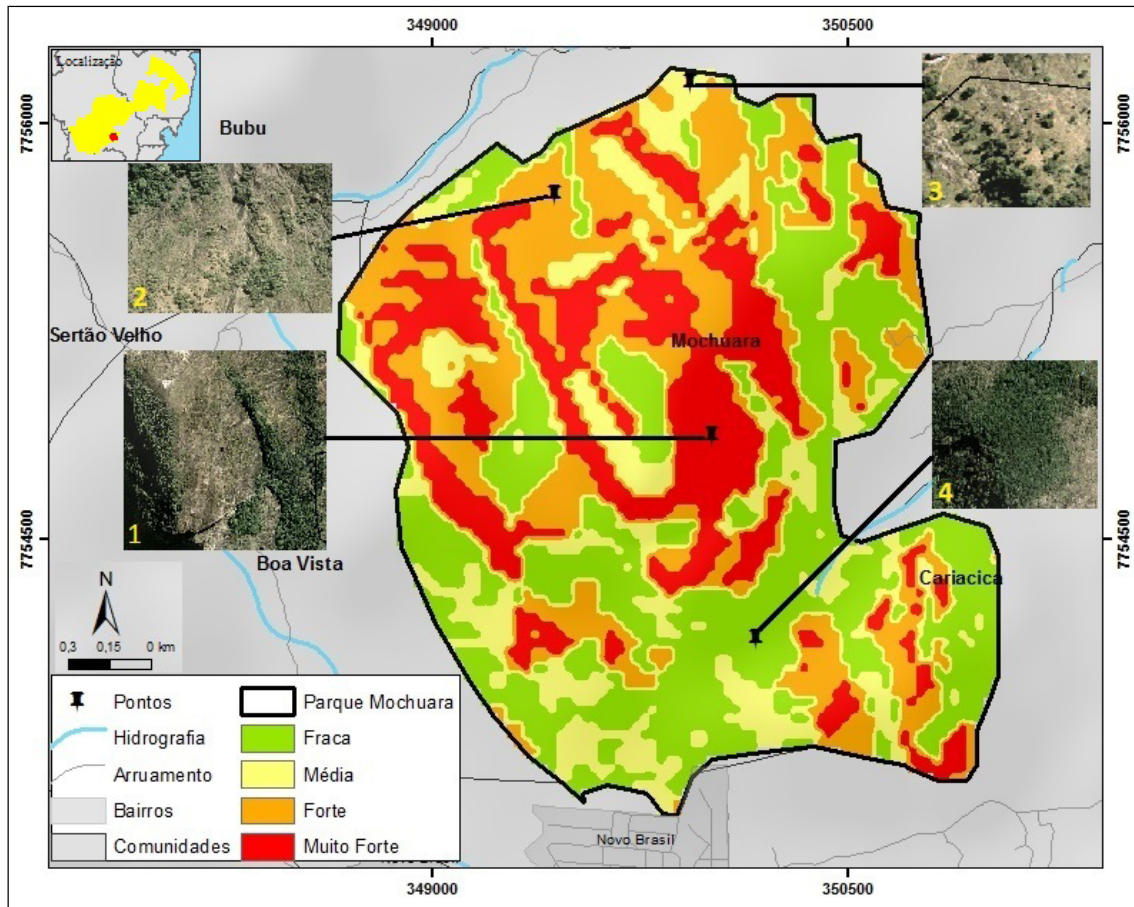 349000
350500
Localização
7756000
7756000
Bubu
3
2
Sertão Velho
Mochuara
1
4
7754500
7754500
Boa Vista
Cariacica
N
0,3 0,15 0 km
Pontos
Parque Mochuara
Hidrografia
Fraca
Arruamento
Média
Bairros
Forte
Comunidades
Muito Forte
Novo Brasil
349000
350500